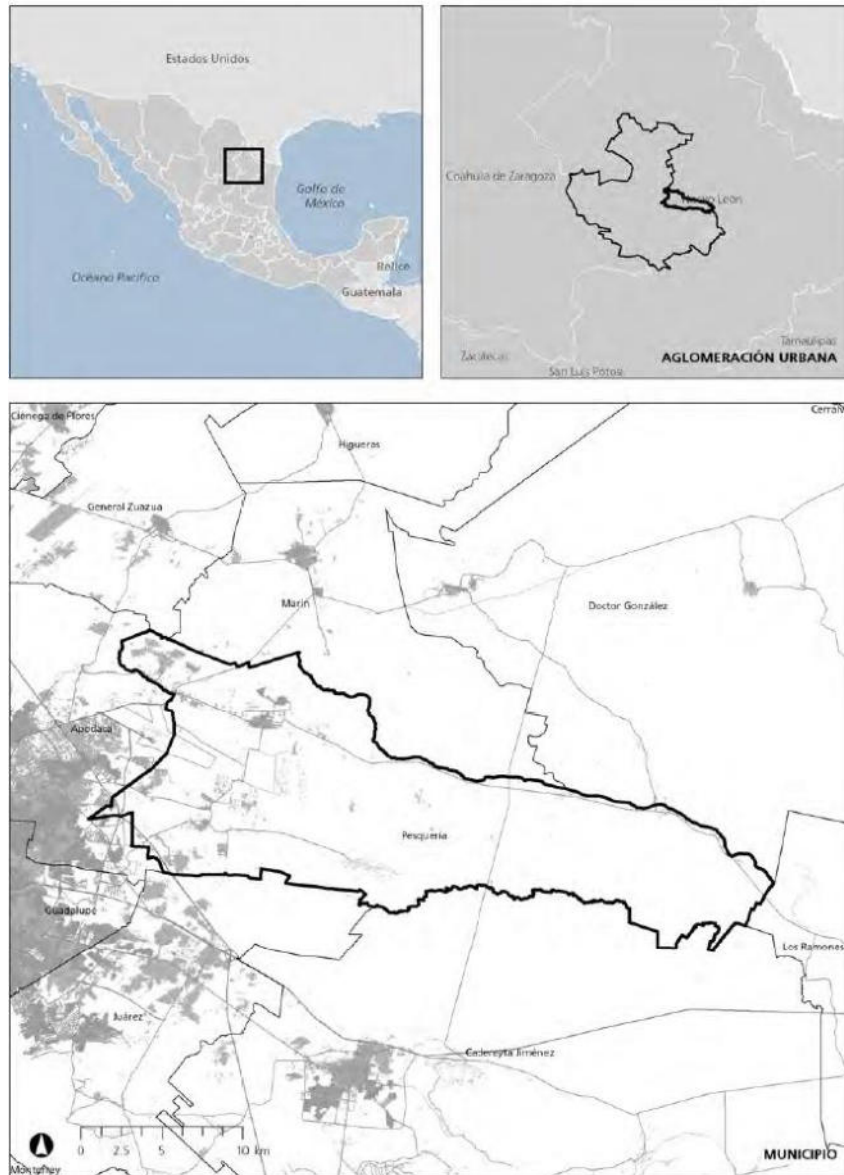 Estados Unidos
Golfo de
México
Océano Pacífico
Belice
Guatemala
Coahuila de Zaragoza
Nuevo León
Tamaulipas
Zacatecas
San Luis Potosí
AGLOMERACIÓN URBANA
Ciénega de Flores
Higueras
General Zuazua
Marín
Doctor González
Apodaca
Pesquería
Guadalupe
Los Ramones
Juárez
Cadereyta Jiménez
0 2.5 5 10 km
Monterrey
MUNICIPIO